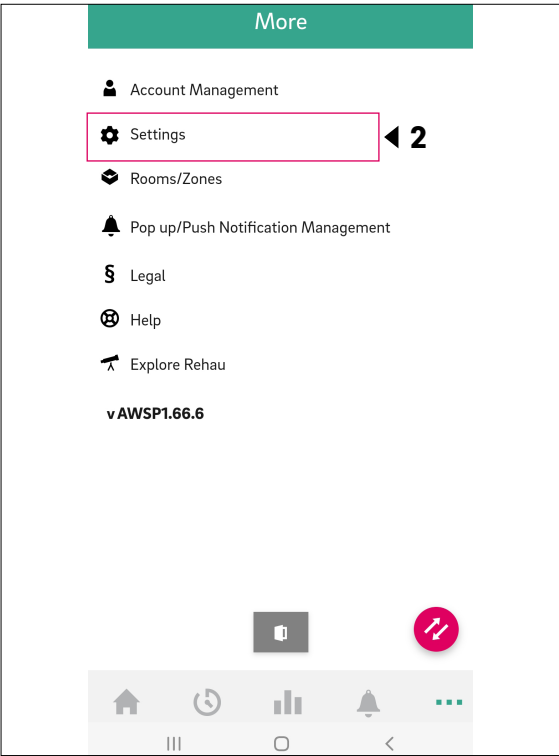 More
Account Management
Settings
2
Rooms/Zones
Pop up/Push Notification Management
§ Legal
Help
Explore Rehau
v AWSP1.66.6